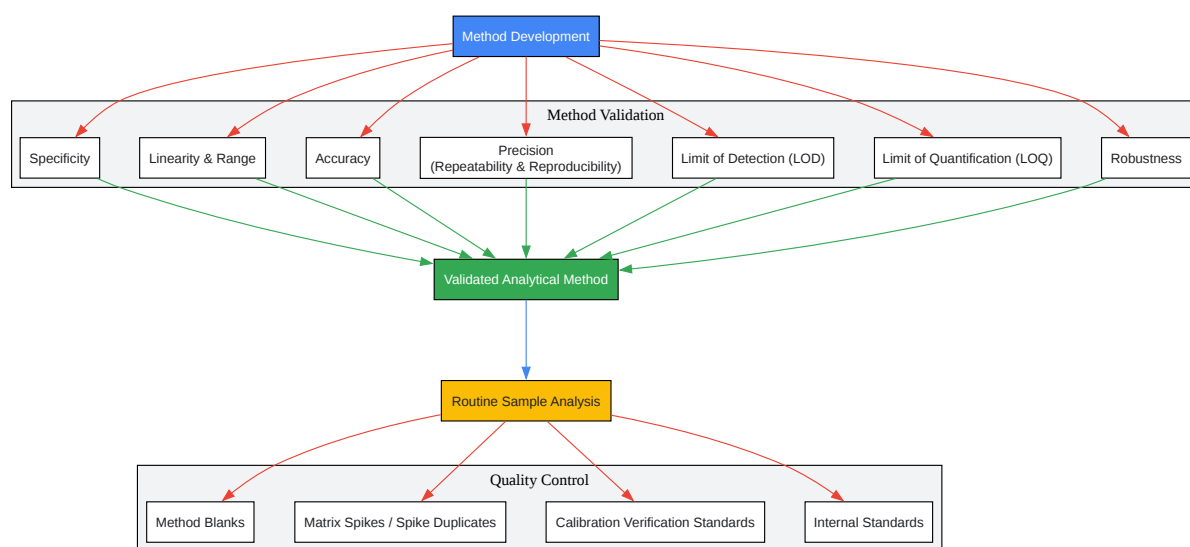 Method Development
Method Validation
Specificity
Linearity & Range
Accuracy
Precision
(Repeatability & Reproducibility)
Limit of Detection (LOD)
Limit of Quantification (LOQ)
Robustness
Validated Analytical Method
Routine Sample Analysis
Quality Control
Method Blanks
Matrix Spikes / Spike Duplicates
Calibration Verification Standards
Internal Standards